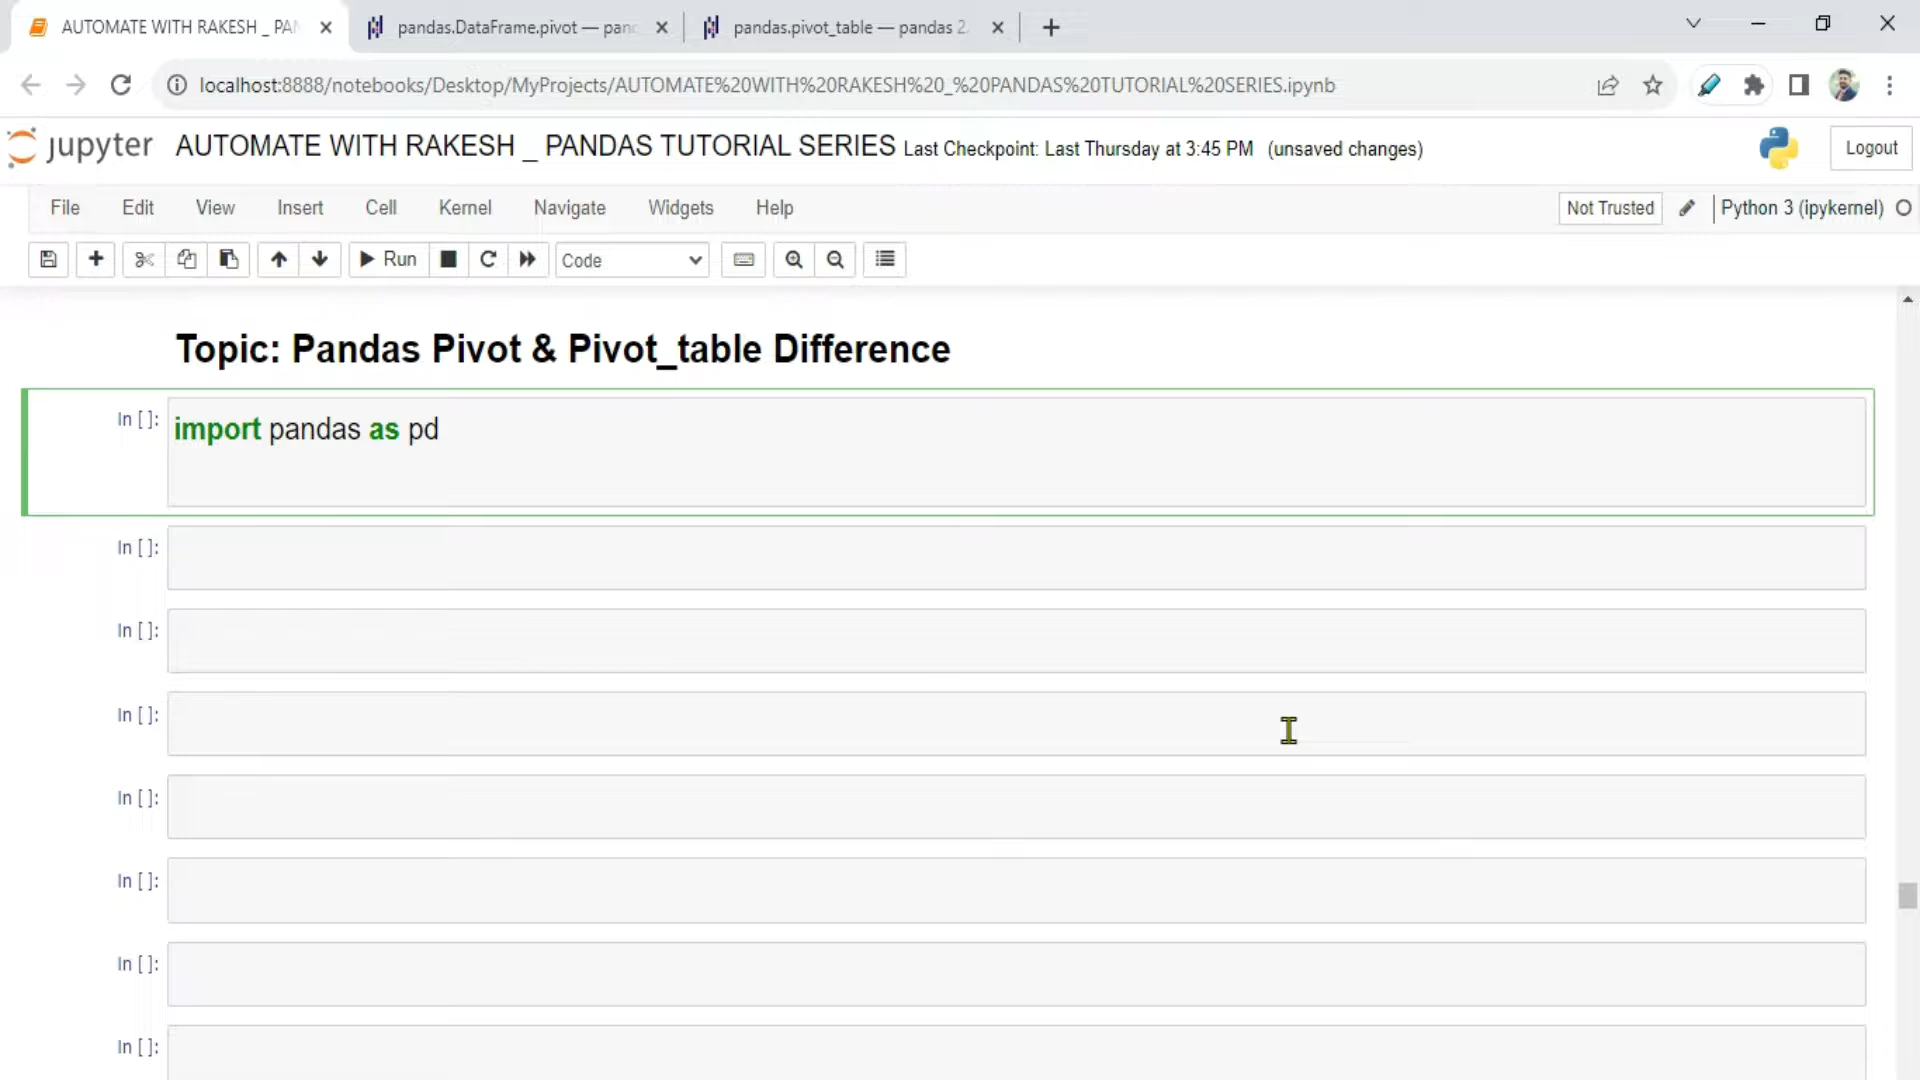 AUTOMATE WITH RAKESH _ PAN
pandas.DataFrame.pivot — pand
pandas.pivot_table — pandas 2.
localhost:8888/notebooks/Desktop/MyProjects/AUTOMATE%20WITH%20RAKESH%20_%20PANDAS%20TUTORIAL%20SERIES.ipynb
jupyter AUTOMATE WITH RAKESH _ PANDAS TUTORIAL SERIES Last Checkpoint: Last Thursday at 3:45 PM (unsaved changes)
Logout
File Edit View Insert Cell Kernel Navigate Widgets Help
Not Trusted Python 3 (ipykernel)
Run Code
Topic: Pandas Pivot & Pivot_table Difference
In [ ]: import pandas as pd
In [ ]:
In [ ]:
In [ ]:
In [ ]:
In [ ]:
In [ ]:
In [ ]: